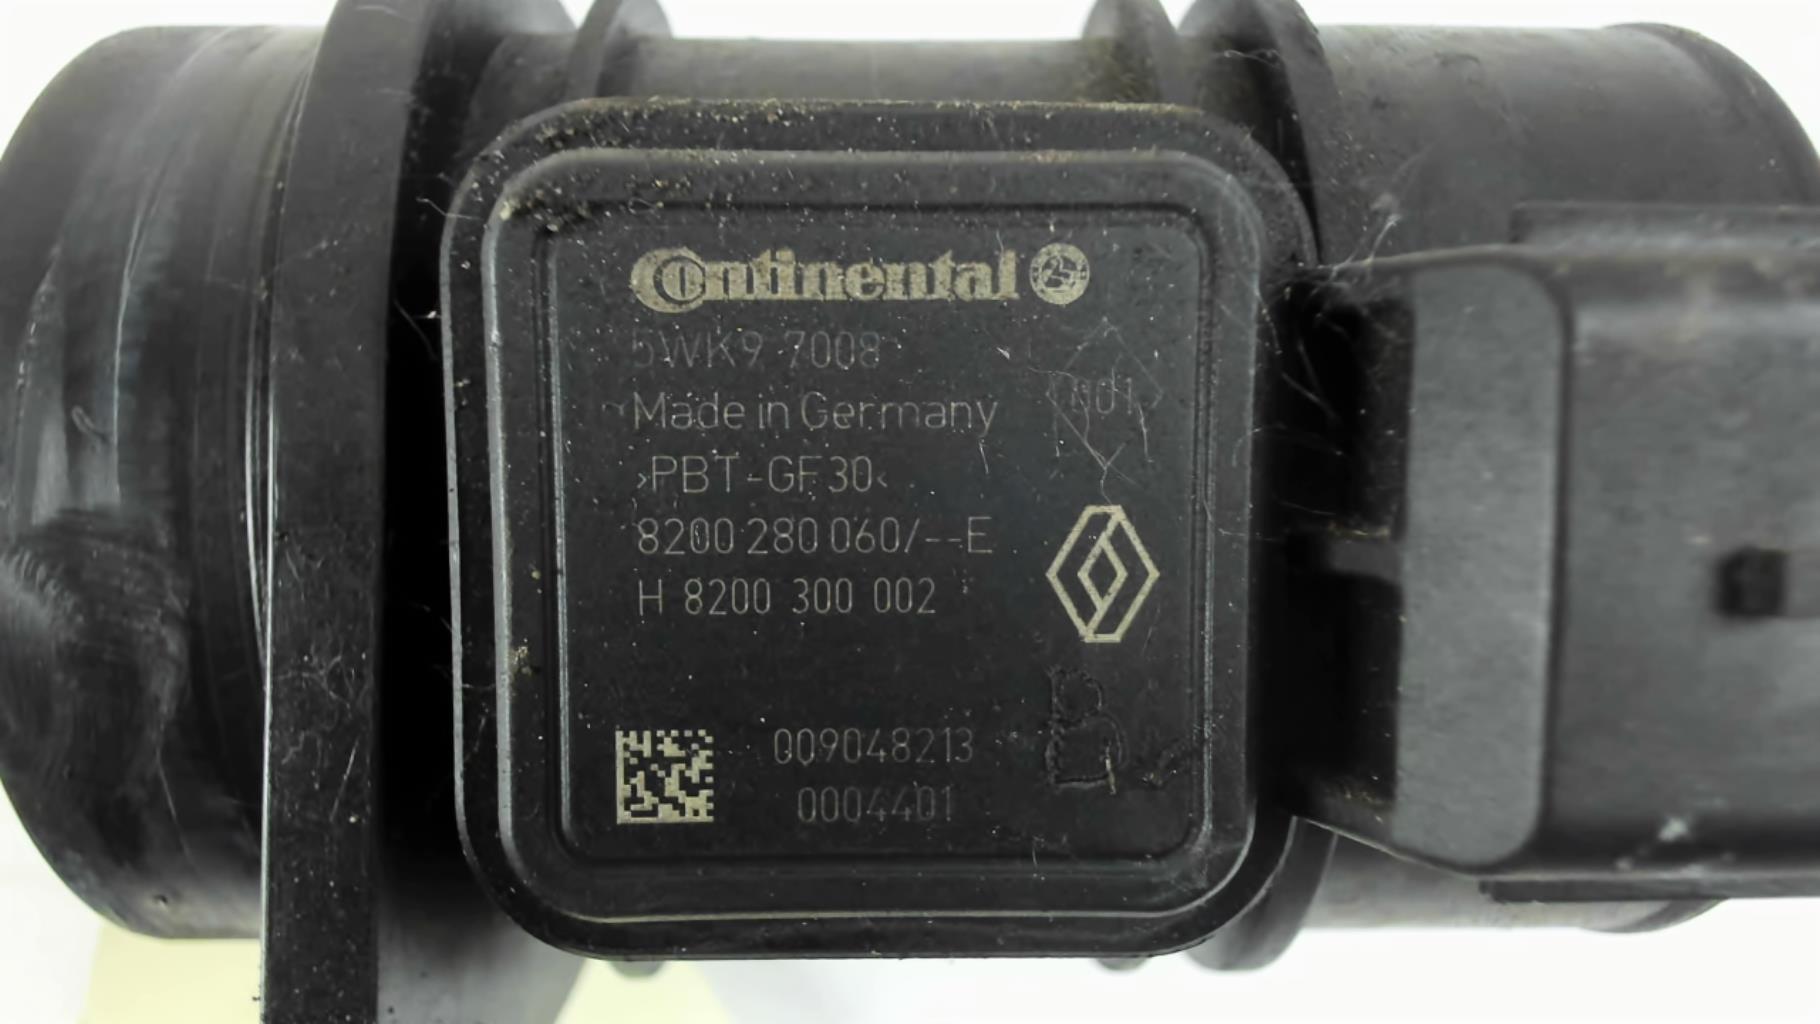 Continental
5WK9 7008
Made in Germany
>PBT-GF30<
8200 280 060/--E
H 8200 300 002
009048213
0004401